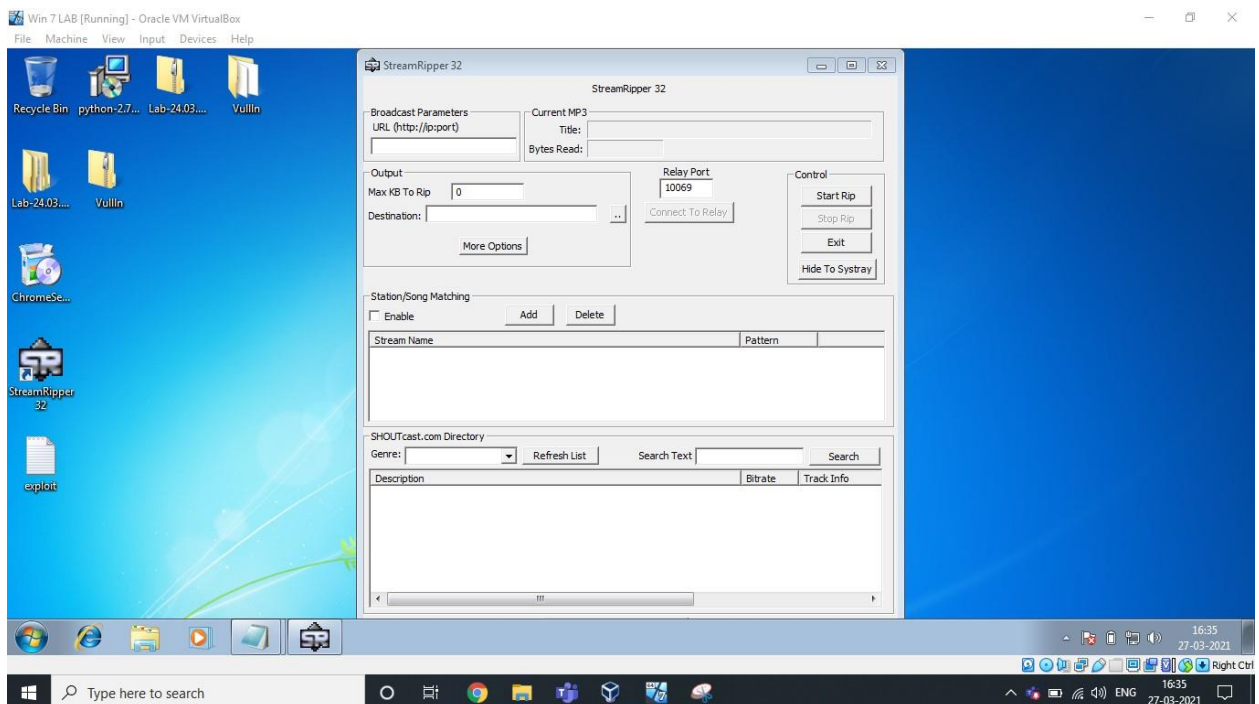 Win 7 LAB [Running] - Oracle VM VirtualBox
File Machine View Input Devices Help
Recycle Bin
python-2.7...
Lab-24.03....
VulIn
Lab-24.03....
VulIn
ChromeSe...
StreamRipper
32
exploit
StreamRipper 32
StreamRipper 32
Broadcast Parameters
URL (http://ip:port)
Current MP3
Title:
Bytes Read:
Output
Max KB To Rip 0
Destination:
..
More Options
Relay Port
10069
Connect To Relay
Control
Start Rip
Stop Rip
Exit
Hide To Systray
Station/Song Matching
Enable Add Delete
Stream Name Pattern
SHOUTcast.com Directory
Genre: Refresh List Search Text Search
Description Bitrate Track Info
16:35
27-03-2021
Right Ctrl
Type here to search
ENG
16:35
27-03-2021